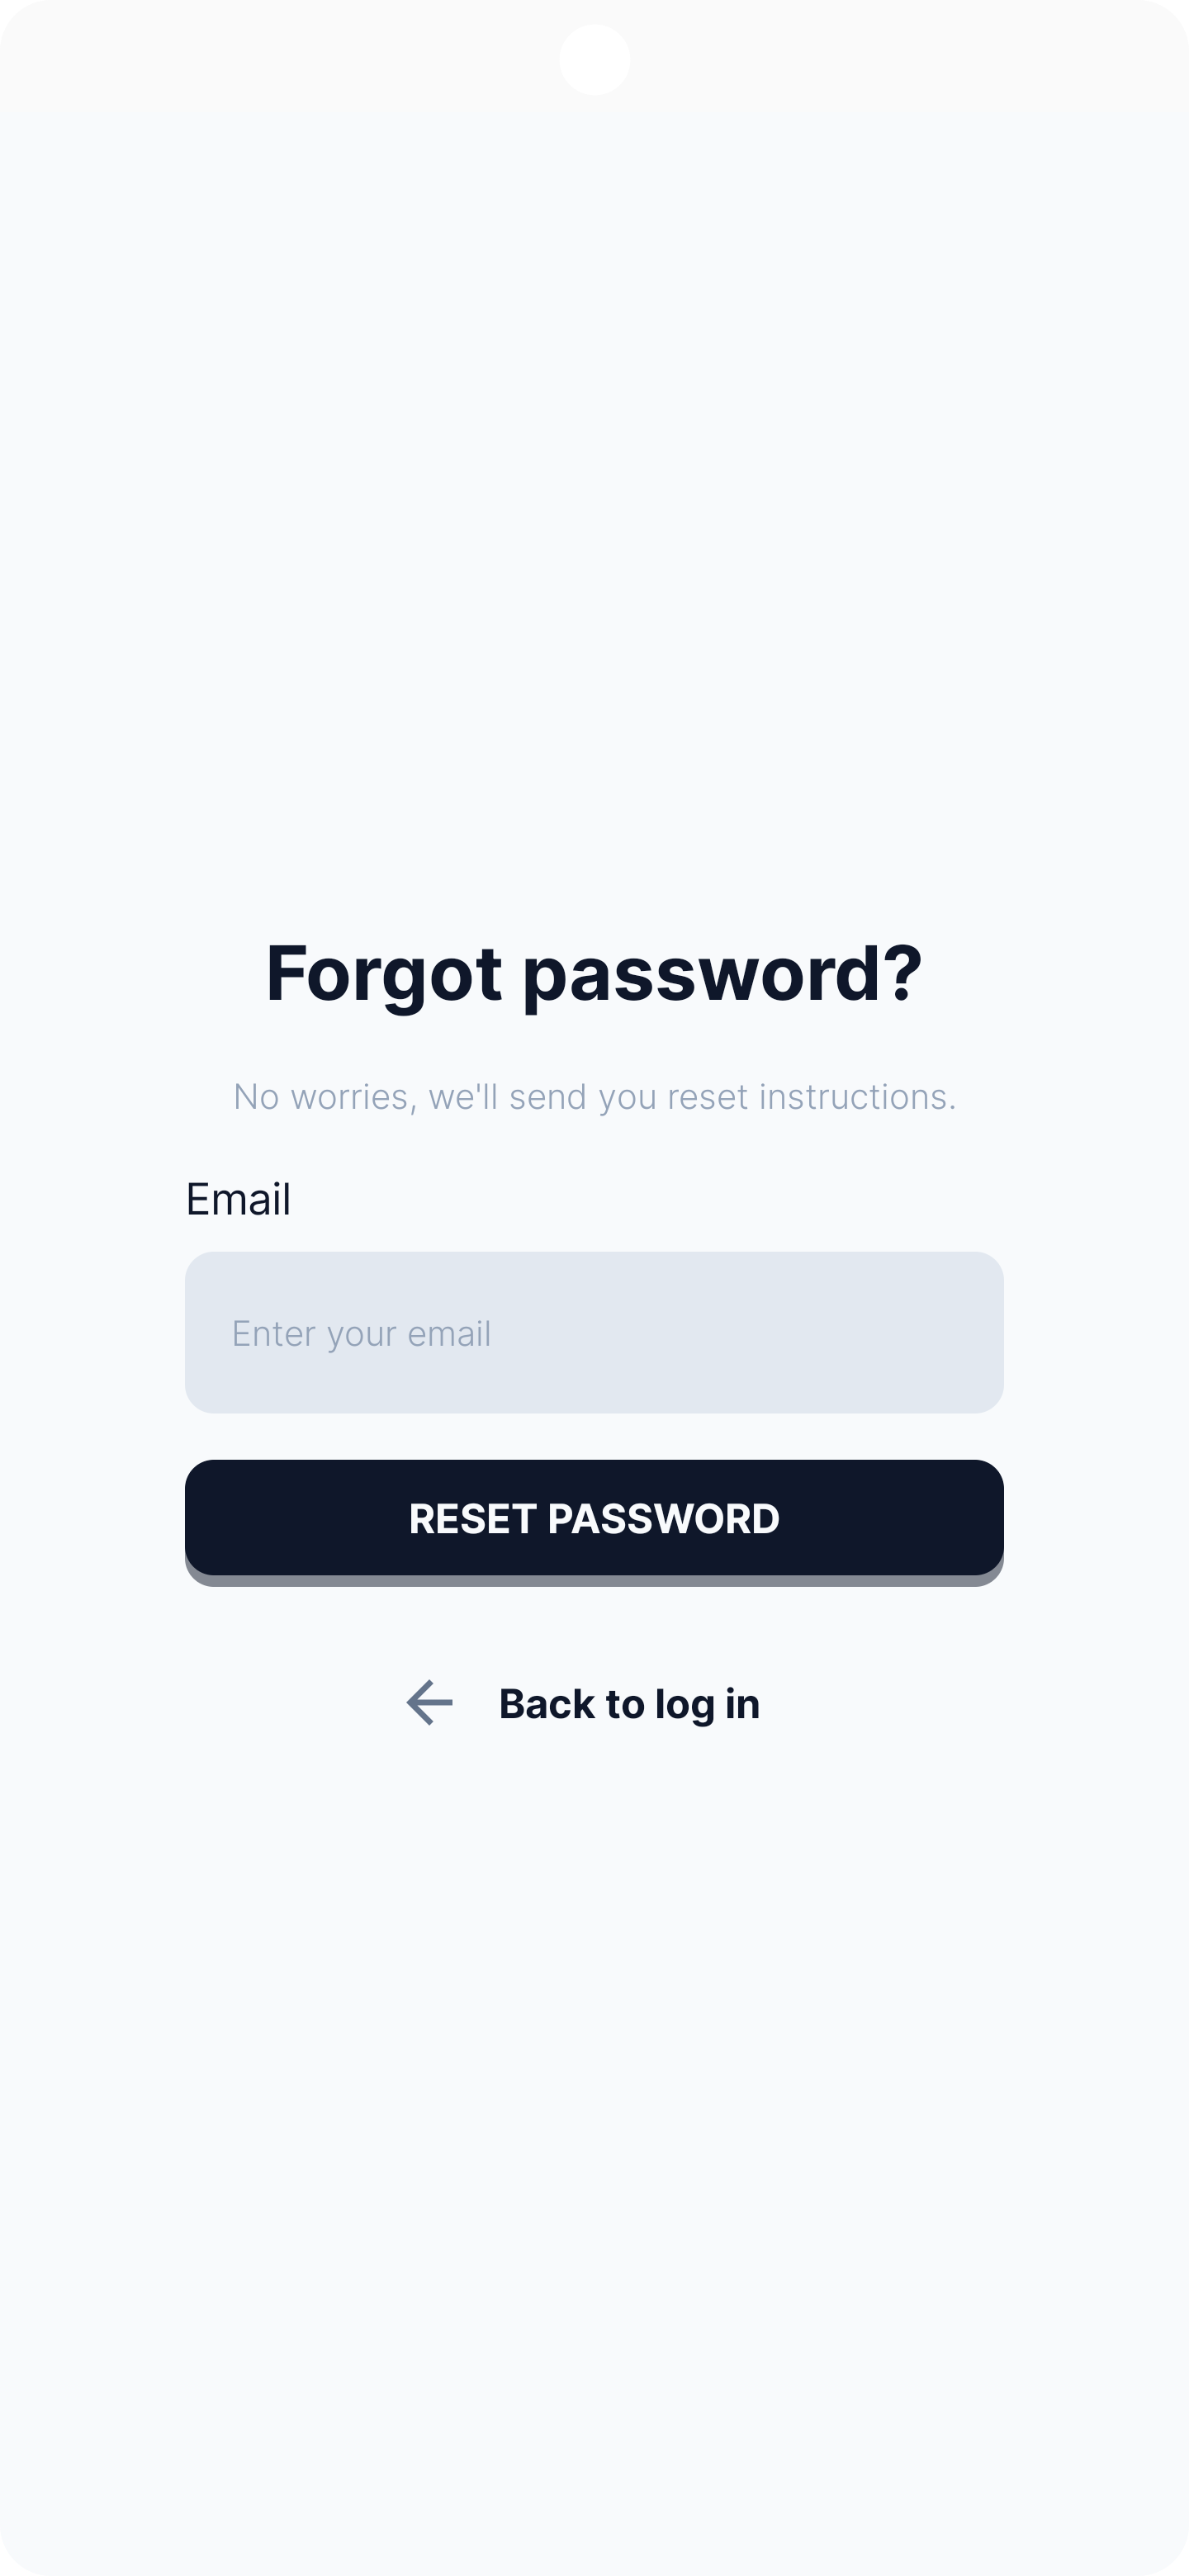 Forgot password?
No worries, we'll send you reset instructions.
Email
Enter your email
RESET PASSWORD
Back to log in